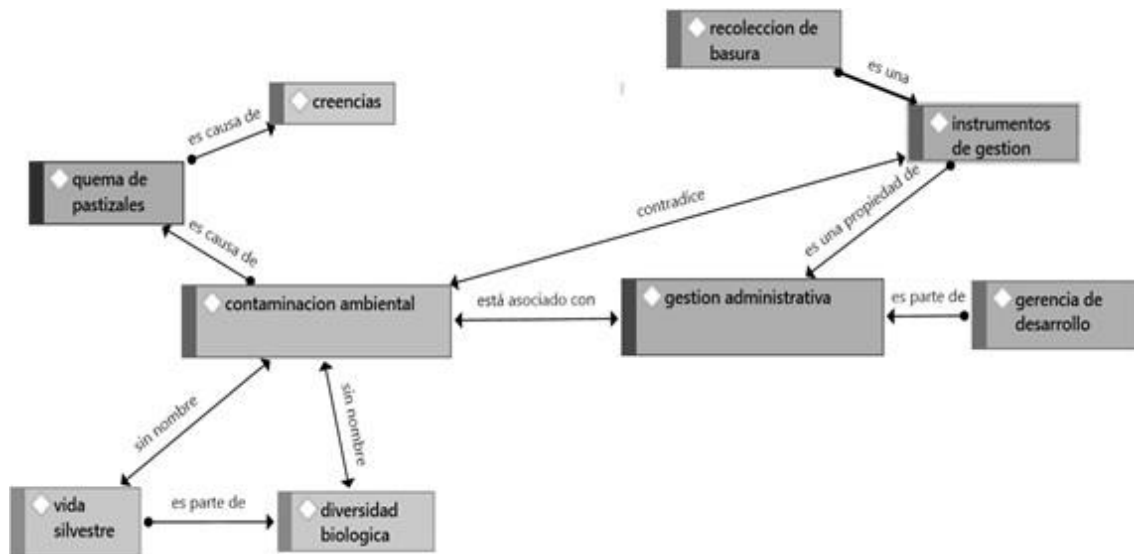 recoleccion de
basura
es una
creencias
es causa de
instrumentos
de gestion
quema de
pastizales
contradice
es una propiedad de
es causa de
contaminacion ambiental
está asociado con
gestion administrativa
es parte de
gerencia de
desarrollo
sin nombre
sin nombre
vida
silvestre
es parte de
diversidad
biologica